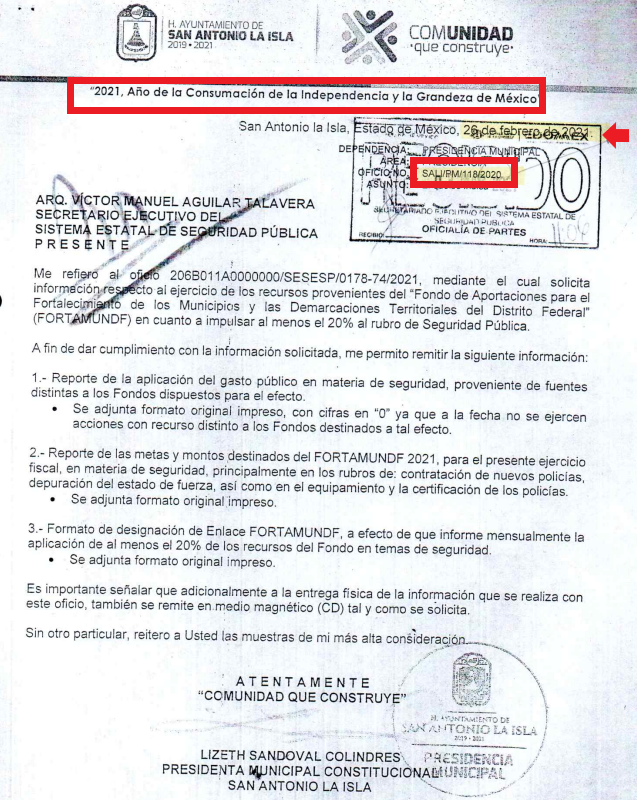 H. AYUNTAMIENTO DE
SAN ANTONIO LA ISLA
2019 - 2021
COMUNIDAD
·que construye·
"2021, Año de la Consumación de la Independencia y la Grandeza de México"
San Antonio la Isla, Estado de México, 26 de febrero de 2021.
EDOMEX
DEPENDENCIA: PRESIDENCIA MUNICIPAL
ÁREA: PRESIDENCIA
OFICIO NO. SALI/PM/118/2020
ASUNTO:
SECRETARIADO EJECUTIVO DEL SISTEMA ESTATAL DE
SEGURIDAD PÚBLICA
OFICIALÍA DE PARTES
RECIBIÓ:
HORA:
ARQ. VÍCTOR MANUEL AGUILAR TALAVERA
SECRETARIO EJECUTIVO DEL
SISTEMA ESTATAL DE SEGURIDAD PÚBLICA
P R E S E N T E
Me refiero al oficio 206B011A0000000/SESESP/0178-74/2021, mediante el cual solicita
información respecto al ejercicio de los recursos provenientes del "Fondo de Aportaciones para el
Fortalecimiento de los Municipios y las Demarcaciones Territoriales del Distrito Federal"
(FORTAMUNDF) en cuanto a impulsar al menos el 20% al rubro de Seguridad Pública.
A fin de dar cumplimiento con la información solicitada, me permito remitir la siguiente información:
1.- Reporte de la aplicación del gasto público en materia de seguridad, proveniente de fuentes
distintas a los Fondos dispuestos para el efecto.
• Se adjunta formato original impreso, con cifras en "0" ya que a la fecha no se ejercen
acciones con recurso distinto a los Fondos destinados a tal efecto.
2.- Reporte de las metas y montos destinados del FORTAMUNDF 2021, para el presente ejercicio
fiscal, en materia de seguridad, principalmente en los rubros de: contratación de nuevos policías,
depuración del estado de fuerza, así como en el equipamiento y la certificación de los policías.
• Se adjunta formato original impreso.
3.- Formato de designación de Enlace FORTAMUNDF, a efecto de que informe mensualmente la
aplicación de al menos el 20% de los recursos del Fondo en temas de seguridad.
• Se adjunta formato original impreso.
Es importante señalar que adicionalmente a la entrega física de la información que se realiza con
este oficio, también se remite en medio magnético (CD) tal y como se solicita.
Sin otro particular, reitero a Usted las muestras de mi más alta consideración.
A T E N T A M E N T E
"COMUNIDAD QUE CONSTRUYE"
H. AYUNTAMIENTO DE
SAN ANTONIO LA ISLA
2019 - 2021
PRESIDENCIA
MUNICIPAL
LIZETH SANDOVAL COLINDRES
PRESIDENTA MUNICIPAL CONSTITUCIONAL
SAN ANTONIO LA ISLA